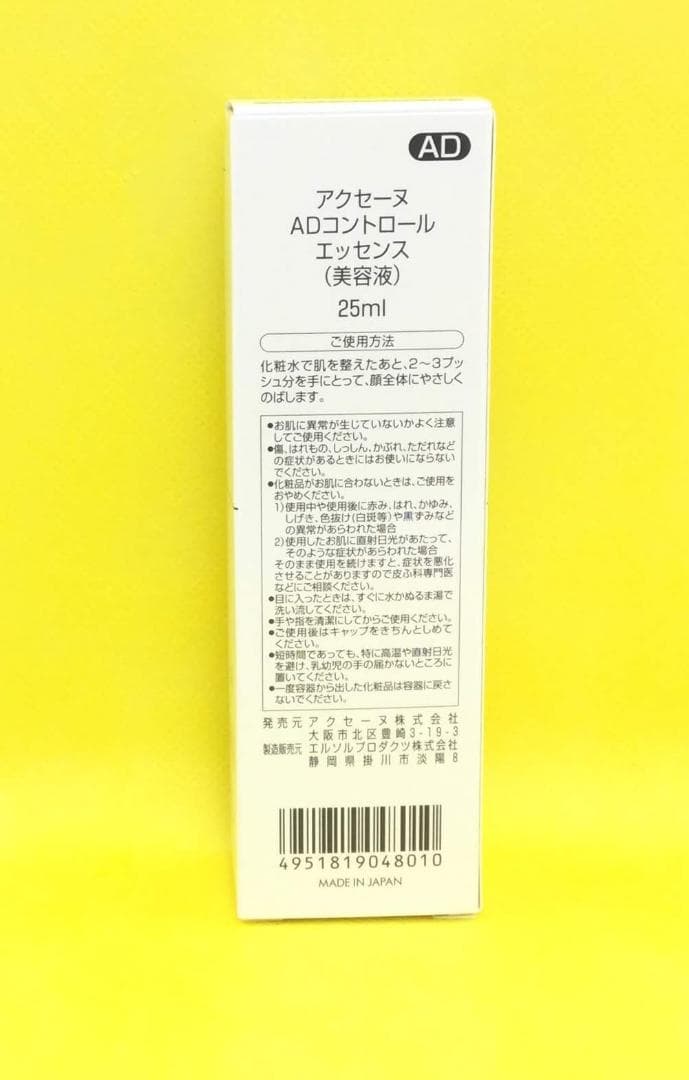 AD
アクセーヌ
ADコントロール
エッセンス
(美容液)
25ml
ご使用方法
化粧水で肌を整えたあと、2〜3プッ
シュ分を手にとって、顔全体にやさしく
のばします。
●お肌に異常が生じていないかよく注意
してご使用ください。
●傷、はれもの、しっしん、かぶれ、ただれなど
の症状があるときにはお使いにならない
でください。
●化粧品がお肌に合わないときは、ご使用を
おやめください。
1)使用中や使用後に赤み、はれ、かゆみ、
しげき、色抜け(白斑等)や黒ずみなど
の異常があらわれた場合
2)使用したお肌に直射日光があたって、
そのような症状があらわれた場合
そのまま使用を続けますと、症状を悪化
させることがありますので皮ふ科専門医
などにご相談ください。
●目に入ったときは、すぐに水かぬるま湯で
洗い流してください。
●手や指を清潔にしてからご使用ください。
●ご使用後はキャップをきちんとしめて
ください。
●短時間であっても、特に高温や直射日光
を避け、乳幼児の手の届かないところに
置いてください。
●一度容器から出した化粧品は容器に戻さ
ないでください。
発売元 アクセーヌ株式会社
大阪市北区豊崎3-19-3
製造販売元 エルソルプロダクツ株式会社
静岡県掛川市淡陽8
4951819048010
MADE IN JAPAN